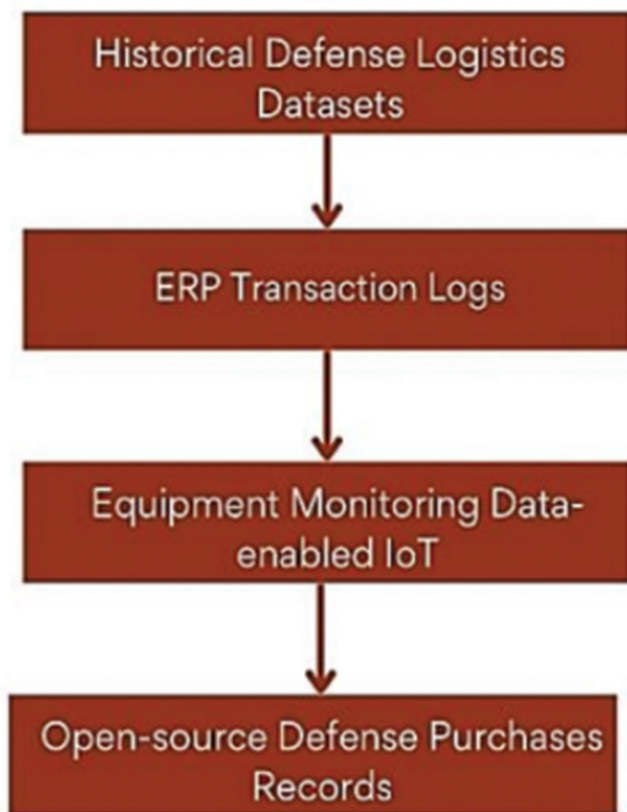 Historical Defense Logistics
Datasets
ERP Transaction Logs
Equipment Monitoring Data-
enabled IoT
Open-source Defense Purchases
Records